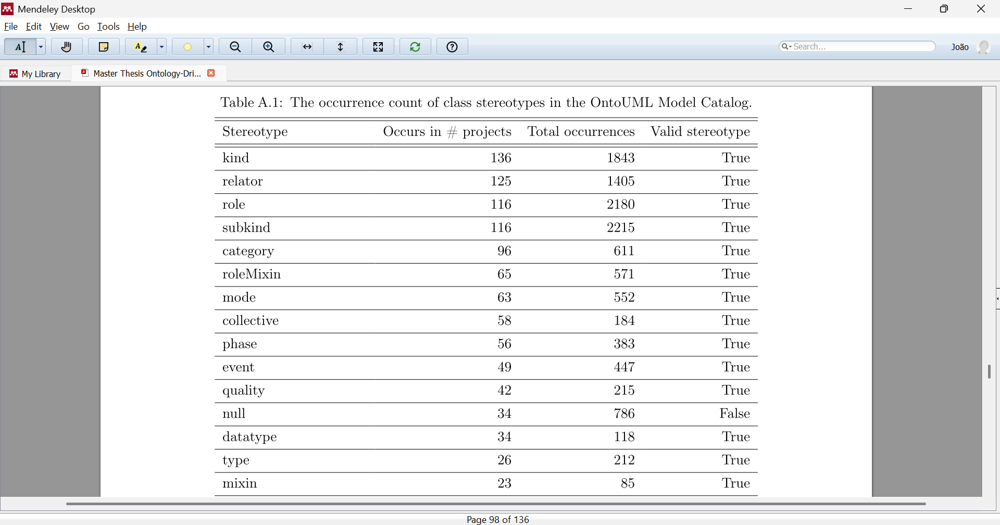 Mendeley Desktop
File Edit View Go Tools Help
Search... João
My Library Master Thesis Ontology-Dri...
Table A.1: The occurrence count of class stereotypes in the OntoUML Model Catalog.
Stereotype Occurs in # projects Total occurrences Valid stereotype
kind 136 1843 True
relator 125 1405 True
role 116 2180 True
subkind 116 2215 True
category 96 611 True
roleMixin 65 571 True
mode 63 552 True
collective 58 184 True
phase 56 383 True
event 49 447 True
quality 42 215 True
null 34 786 False
datatype 34 118 True
type 26 212 True
mixin 23 85 True
Page 98 of 136